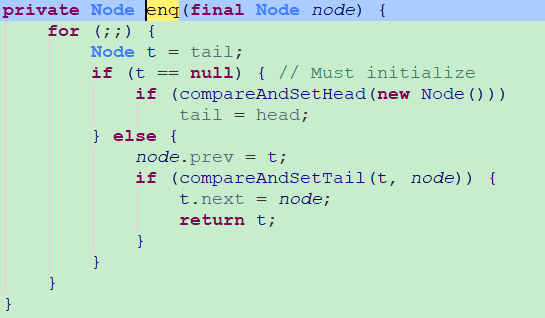 private Node enq(final Node node) {
    for (;;) {
        Node t = tail;
        if (t == null) { // Must initialize
            if (compareAndSetHead(new Node()))
                tail = head;
        } else {
            node.prev = t;
            if (compareAndSetTail(t, node)) {
                t.next = node;
                return t;
            }
        }
    }
}